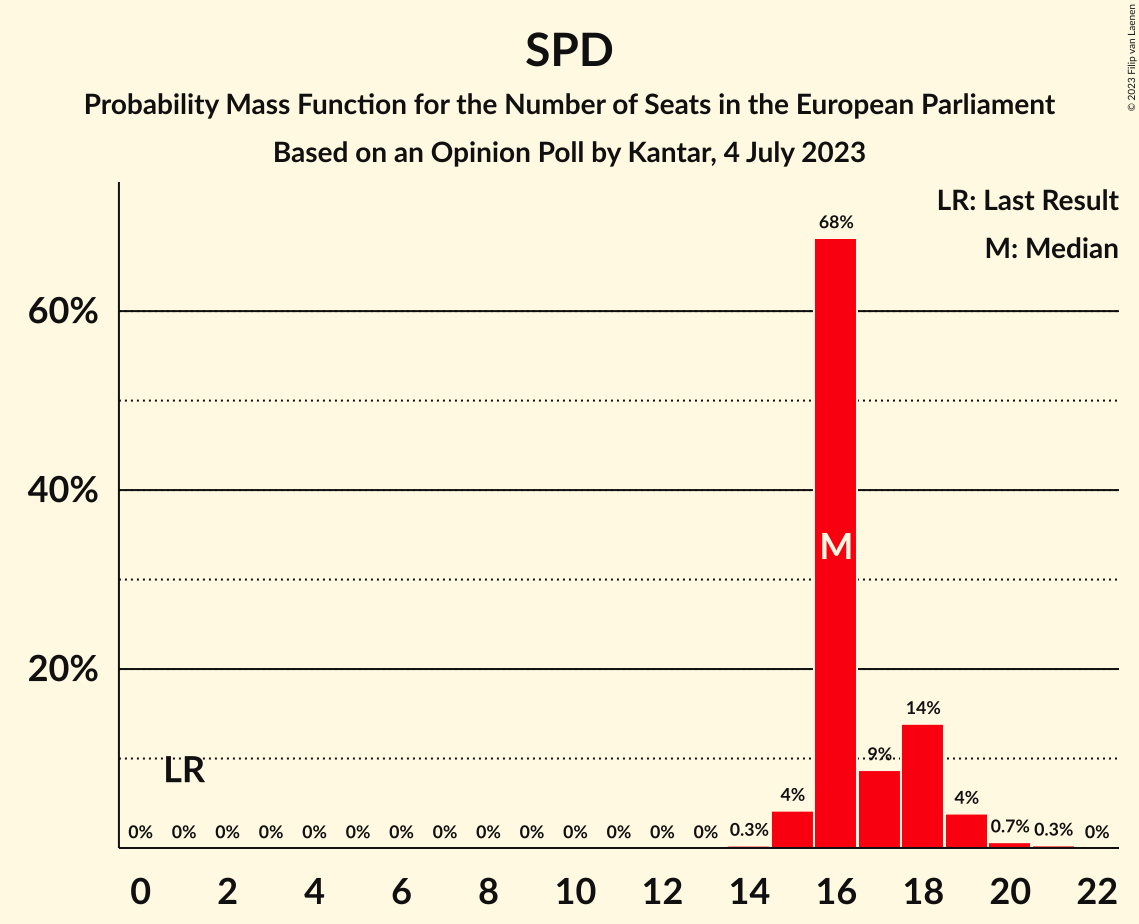 SPD
Probability Mass Function for the Number of Seats in the European Parliament
Based on an Opinion Poll by Kantar, 4 July 2023
© 2023 Filip van Laenen
LR: Last Result
M: Median
68%
60%
40%
M
20%
14%
9%
LR
4%
4%
0% 0% 0% 0% 0% 0% 0% 0% 0% 0% 0% 0% 0% 0% 0.3% 0.7% 0.3% 0%
0 2 4 6 8 10 12 14 16 18 20 22